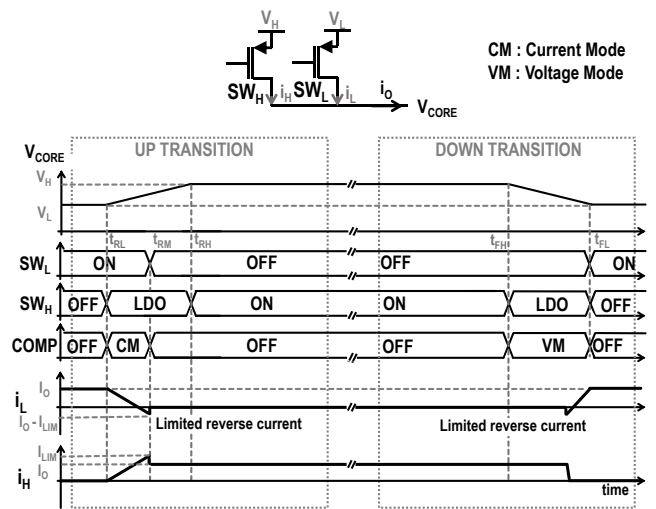 V_H V_L
CM : Current Mode
VM : Voltage Mode
SW_H i_H SW_L i_L i_O V_CORE
V_CORE UP TRANSITION DOWN TRANSITION
V_H
V_L
t_RL t_RM t_RH t_FH t_FL
SW_L ON OFF OFF ON
SW_H OFF LDO ON ON LDO OFF
COMP OFF CM OFF OFF VM OFF
i_L I_O
I_O - I_LIM Limited reverse current Limited reverse current
i_H I_LIM
I_O
time